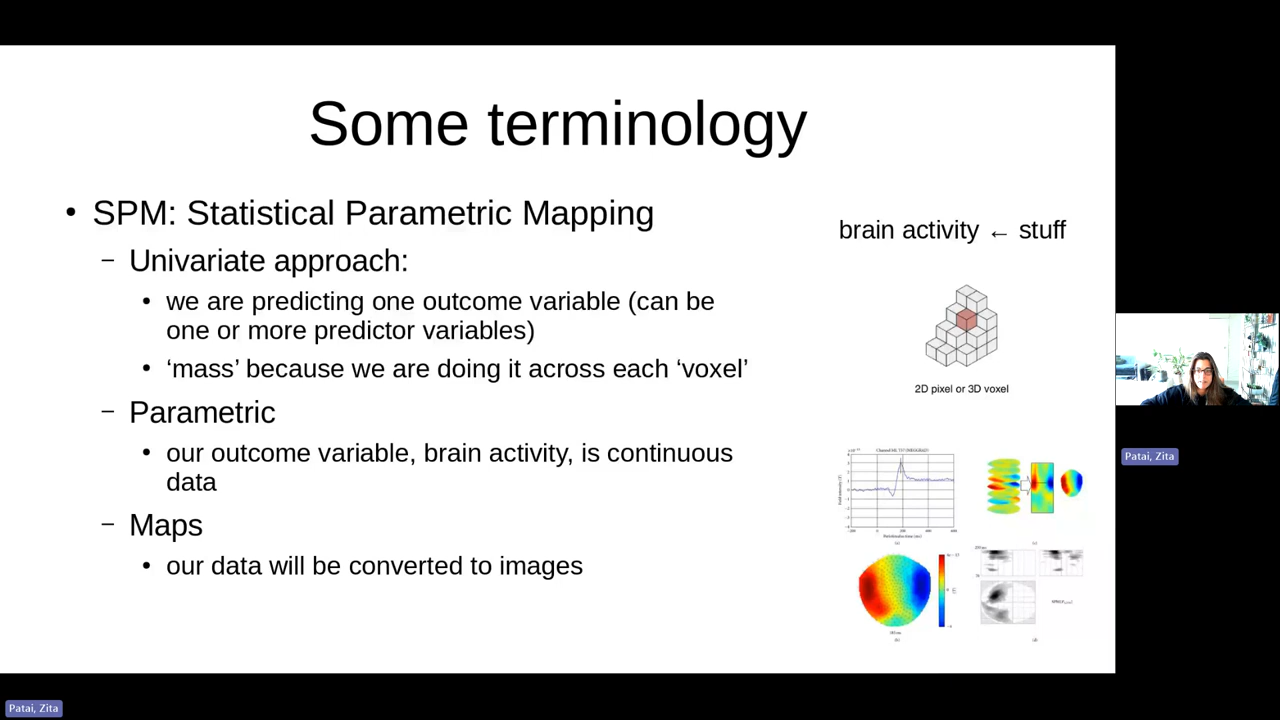 Some terminology
• SPM: Statistical Parametric Mapping
– Univariate approach:
• we are predicting one outcome variable (can be
one or more predictor variables)
• ‘mass’ because we are doing it across each ‘voxel’
– Parametric
• our outcome variable, brain activity, is continuous
data
– Maps
• our data will be converted to images
brain activity ← stuff
2D pixel or 3D voxel
Patai, Zita
Patai, Zita